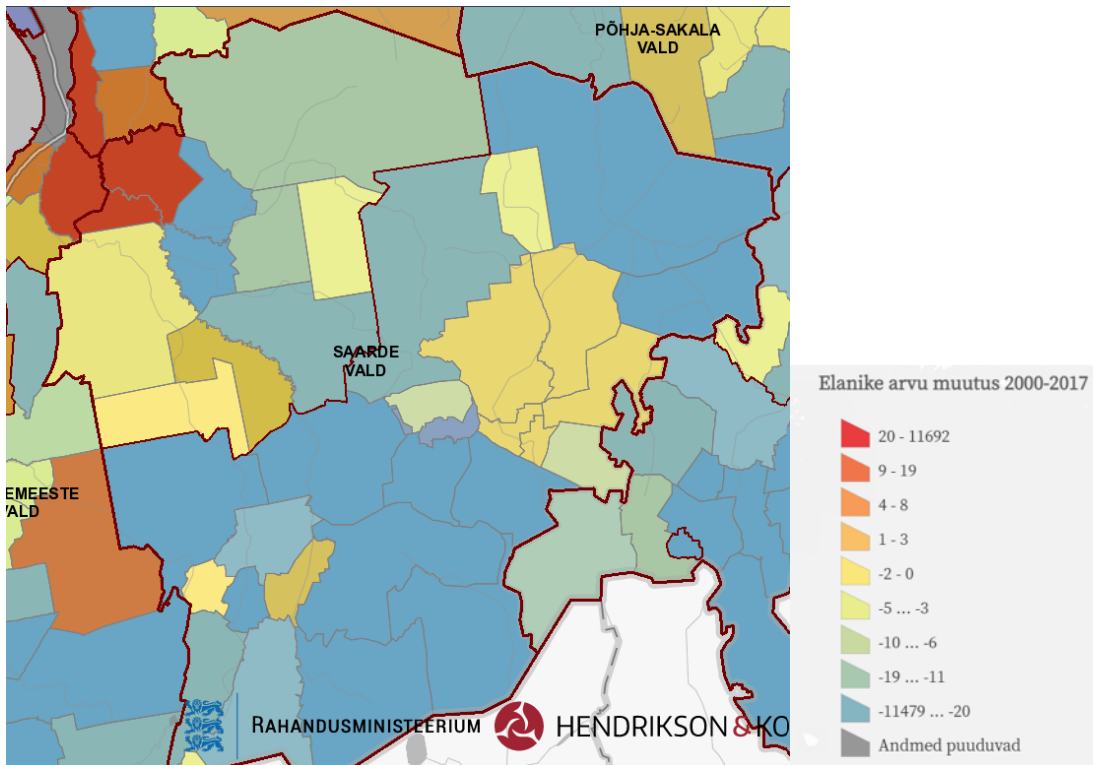 PÕHJA-SAKALA
VALD
SAARDE
VALD
EMEESTE
VALD
RAHANDUSMINISTEERIUM
HENDRIKSON & KO
Elanike arvu muutus 2000-2017
20 - 11692
9 - 19
4 - 8
1 - 3
-2 - 0
-5 ... -3
-10 ... -6
-19 ... -11
-11479 ... -20
Andmed puuduvad